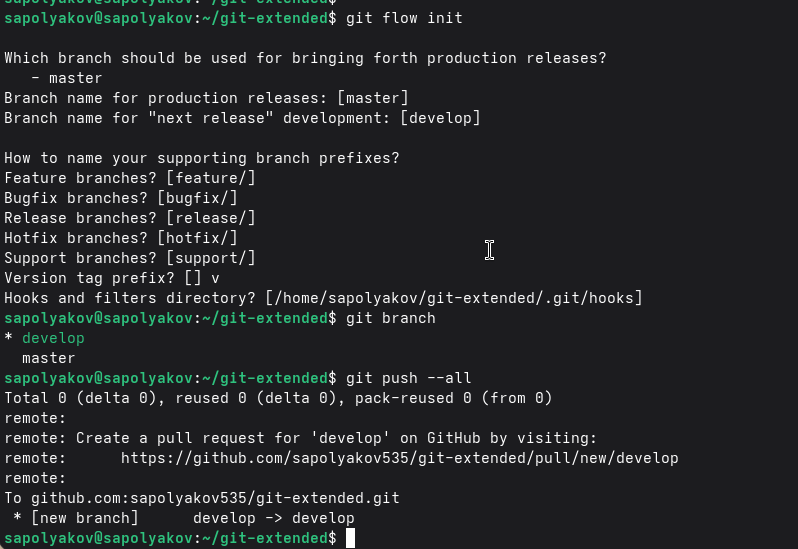 sapolyakov@sapolyakov:~/git-extended$ git flow init

Which branch should be used for bringing forth production releases?
   - master
Branch name for production releases: [master]
Branch name for "next release" development: [develop]

How to name your supporting branch prefixes?
Feature branches? [feature/]
Bugfix branches? [bugfix/]
Release branches? [release/]
Hotfix branches? [hotfix/]
Support branches? [support/]
Version tag prefix? [] v
Hooks and filters directory? [/home/sapolyakov/git-extended/.git/hooks]
sapolyakov@sapolyakov:~/git-extended$ git branch
* develop
  master
sapolyakov@sapolyakov:~/git-extended$ git push --all
Total 0 (delta 0), reused 0 (delta 0), pack-reused 0 (from 0)
remote:
remote: Create a pull request for 'develop' on GitHub by visiting:
remote:      https://github.com/sapolyakov535/git-extended/pull/new/develop
remote:
To github.com:sapolyakov535/git-extended.git
 * [new branch]      develop -> develop
sapolyakov@sapolyakov:~/git-extended$